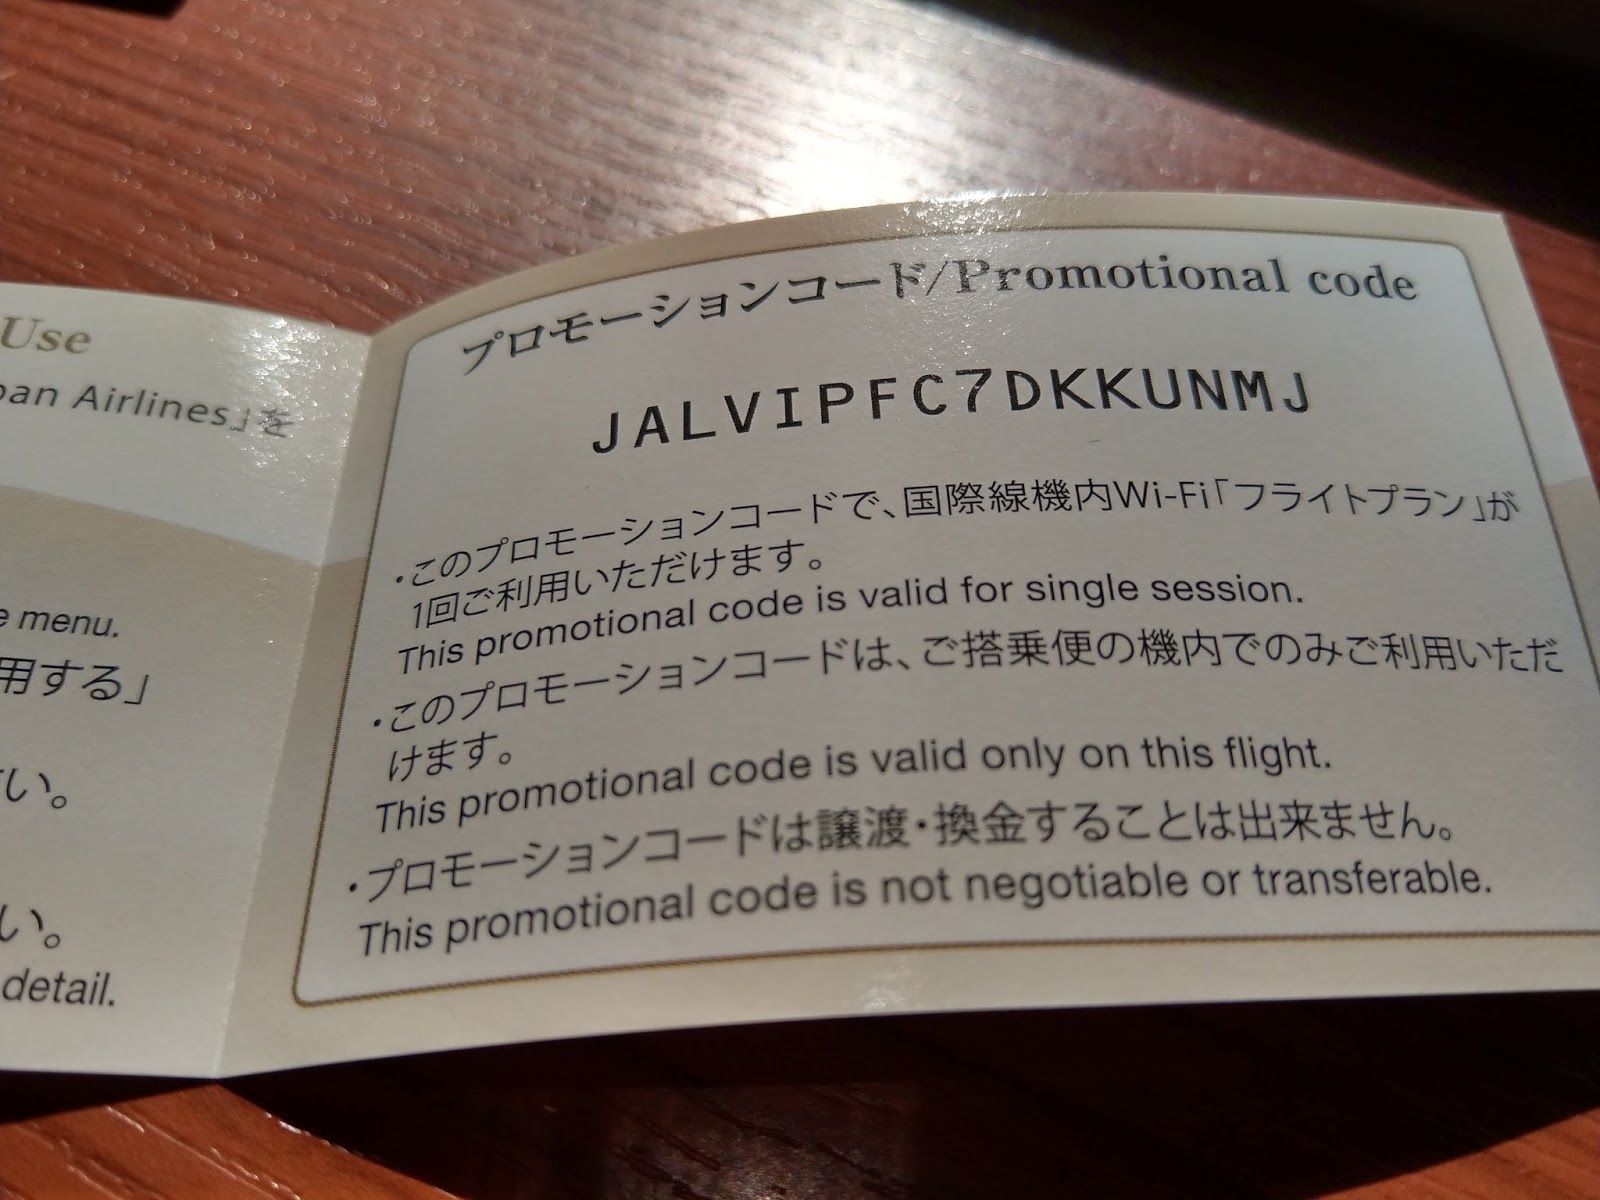 Use
pan Airlines」を
e menu.
用する」
い。
い。
detail.
プロモーションコード/Promotional code
JALVIPFC7DKKUNMJ
・このプロモーションコードで、国際線機内Wi-Fi「フライトプラン」が
1回ご利用いただけます。
This promotional code is valid for single session.
・このプロモーションコードは、ご搭乗便の機内でのみご利用いただ
けます。
This promotional code is valid only on this flight.
・プロモーションコードは譲渡・換金することは出来ません。
This promotional code is not negotiable or transferable.